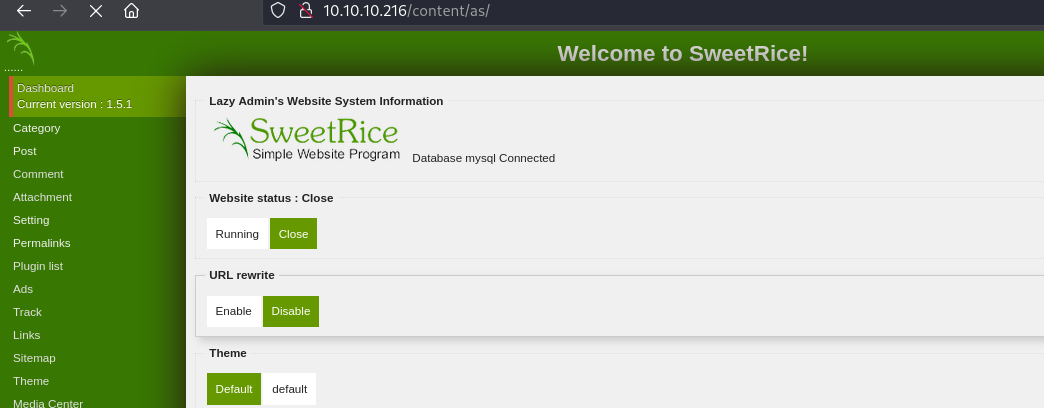 10.10.10.216/content/as/
......
Welcome to SweetRice!
Dashboard
Current version : 1.5.1
Category
Post
Comment
Attachment
Setting
Permalinks
Plugin list
Ads
Track
Links
Sitemap
Theme
Media Center
Lazy Admin's Website System Information
SweetRice
Simple Website Program
Database mysql Connected
Website status : Close
Running Close
URL rewrite
Enable Disable
Theme
Default default